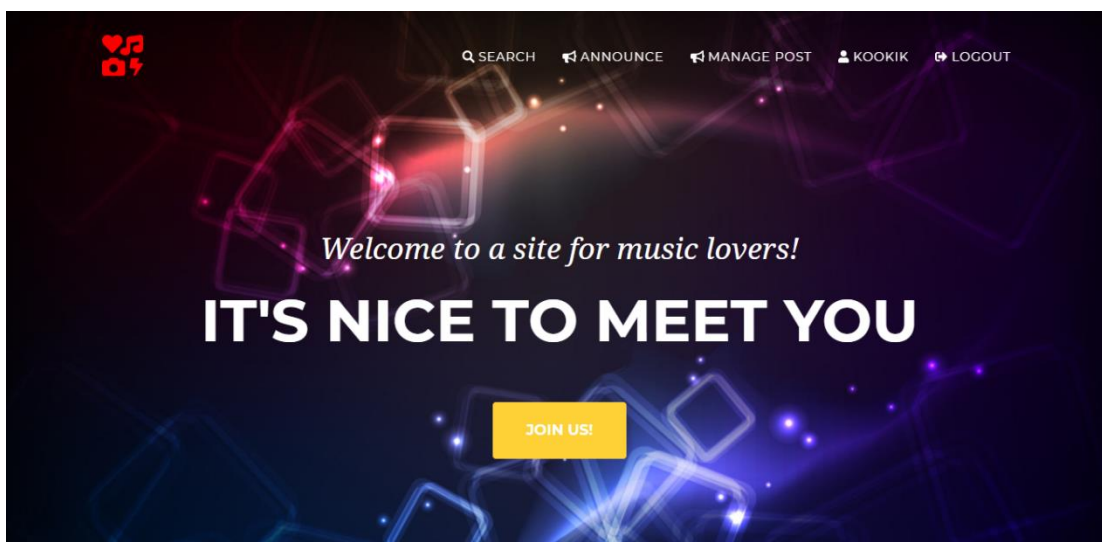 SEARCH ANNOUNCE MANAGE POST KOOKIK LOGOUT
Welcome to a site for music lovers!
IT'S NICE TO MEET YOU
JOIN US!